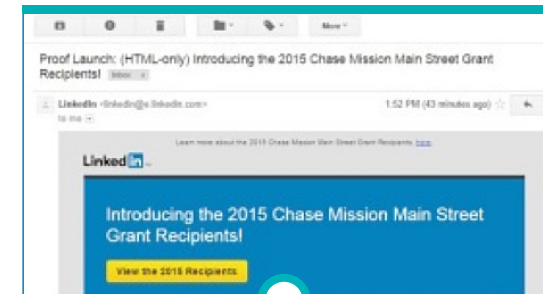 More
Proof Launch: (HTML-only) Introducing the 2015 Chase Mission Main Street Grant
Recipients! Inbox x
LinkedIn <linkedin@e.linkedin.com> 1:52 PM (43 minutes ago)
to me
Learn more about the 2015 Chase Mission Main Street Grant Recipients, here.
Linked in
Introducing the 2015 Chase Mission Main Street
Grant Recipients!
View the 2015 Recipients